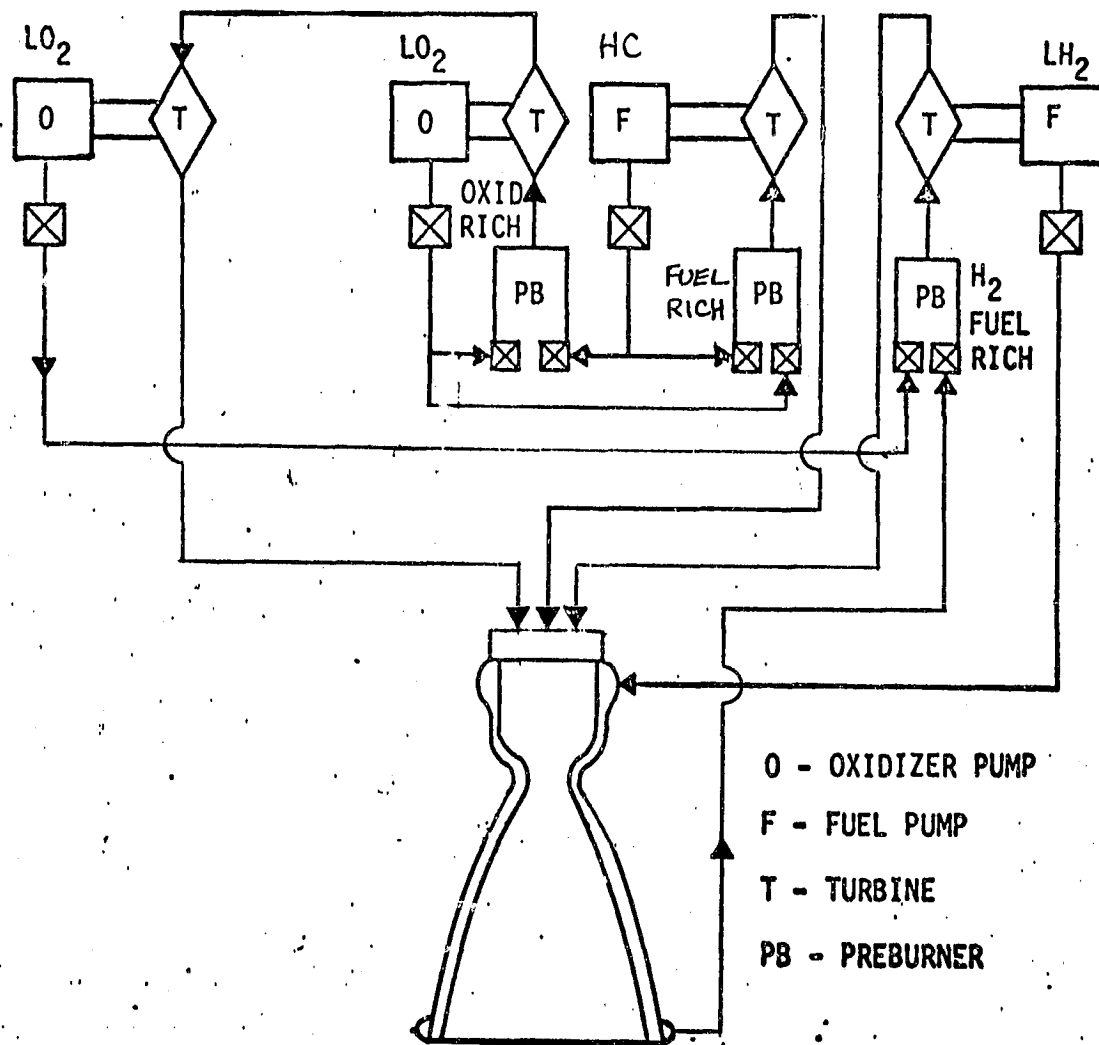 LO2
LO2
HC
LH2
O
T
O
T
F
T
T
F
OXID
RICH
PB
FUEL
RICH
PB
PB
H2
FUEL
RICH
O - OXIDIZER PUMP
F - FUEL PUMP
T - TURBINE
PB - PREBURNER